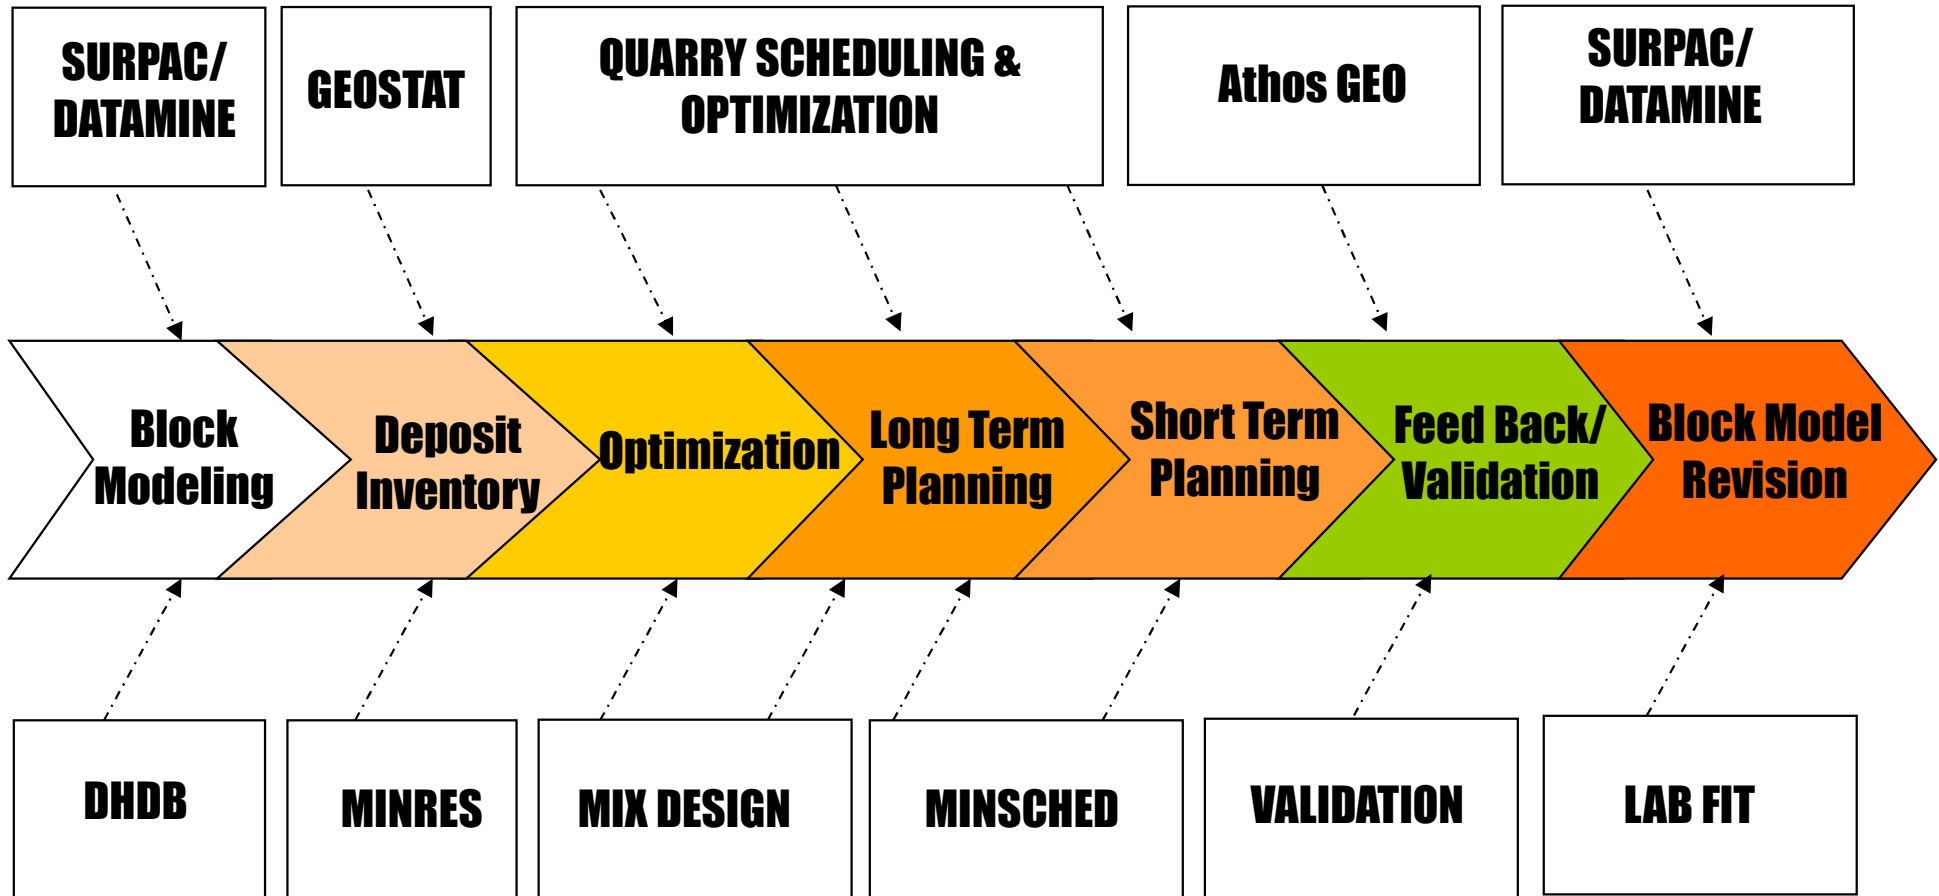 SURPAC/
DATAMINE
GEOSTAT
QUARRY SCHEDULING &
OPTIMIZATION
Athos GEO
SURPAC/
DATAMINE
Block
Modeling
Deposit
Inventory
Optimization
Long Term
Planning
Short Term
Planning
Feed Back/
Validation
Block Model
Revision
DHDB
MINRES
MIX DESIGN
MINSCHED
VALIDATION
LAB FIT